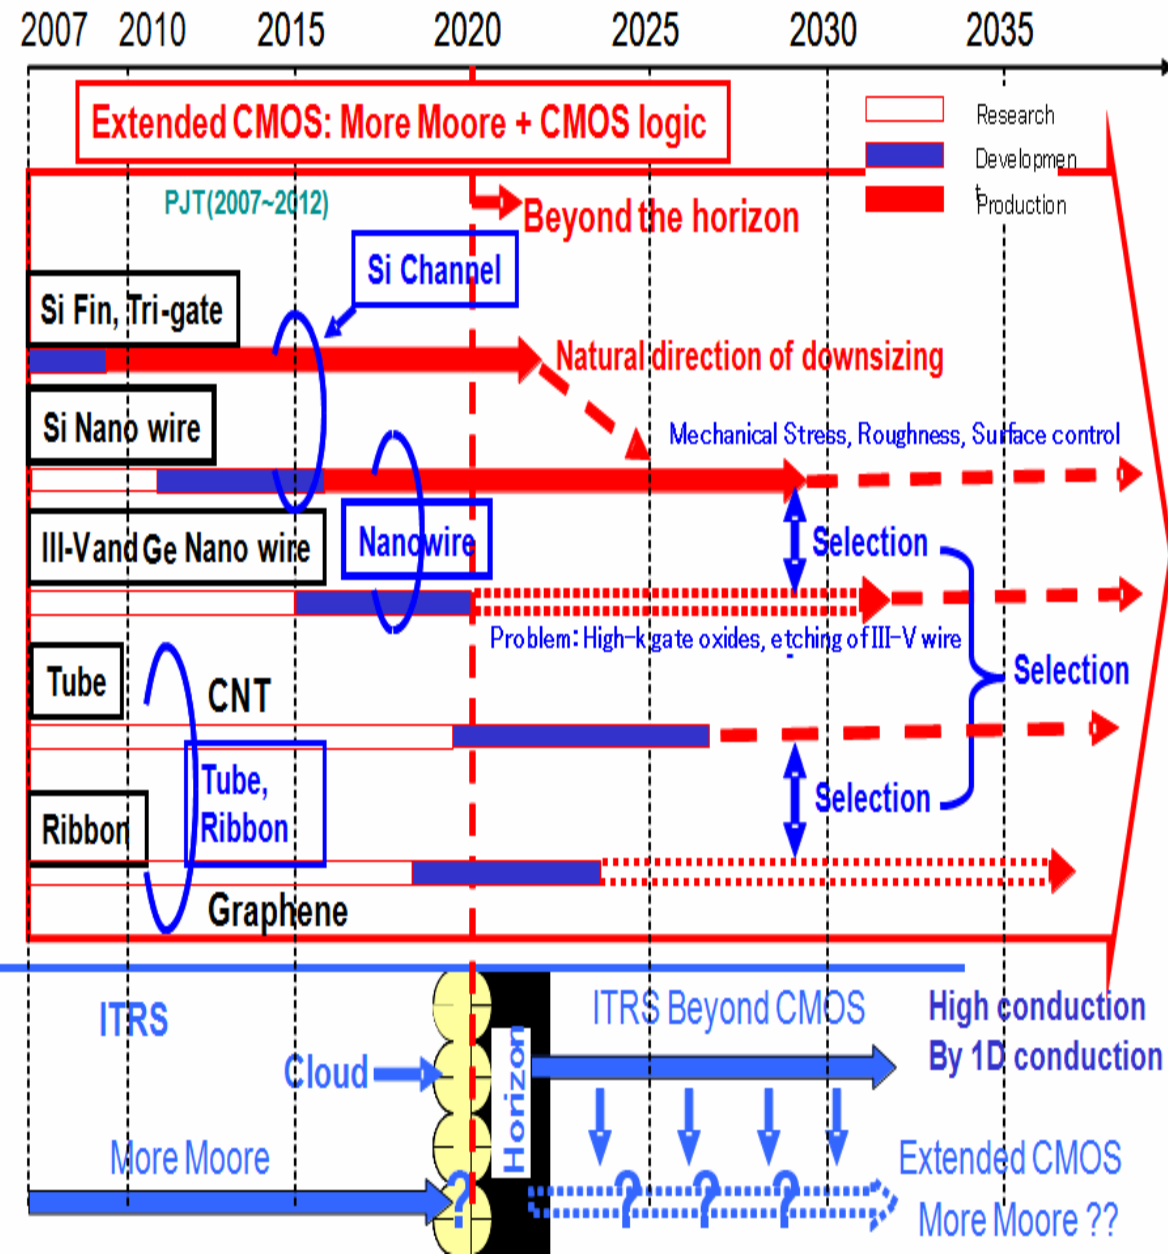 2007 2010 2015 2020 2025 2030 2035
Extended CMOS: More Moore + CMOS logic
Research
Developmen
t
Production
PJT(2007~2012)
Beyond the horizon
Si Channel
Si Fin, Tri-gate
Natural direction of downsizing
Si Nano wire
Mechanical Stress, Roughness, Surface control
III-V and Ge Nano wire
Nanowire
Selection
Problem: High-k gate oxides, etching of III-V wire
Selection
Tube
CNT
Tube,
Ribbon
Selection
Ribbon
Graphene
ITRS
ITRS Beyond CMOS
High conduction
By 1D conduction
Cloud
Horizon
More Moore
Extended CMOS
? ? ? ?
More Moore ??